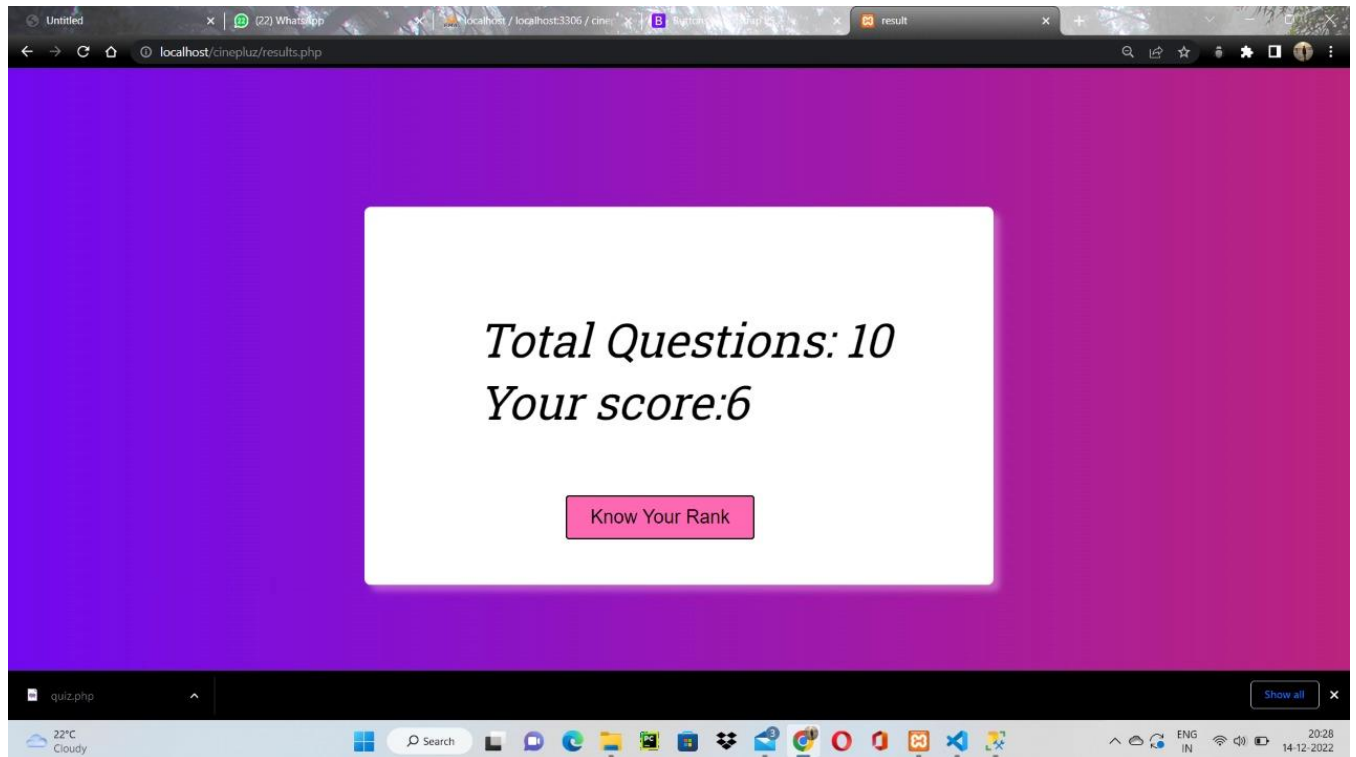 Untitled
(22) WhatsApp
localhost / localhost:3306 / cinep
result
localhost/cinepluz/results.php
Total Questions: 10
Your score:6
Know Your Rank
quiz.php
Show all
22°C
Cloudy
Search
ENG
IN
20:28
14-12-2022